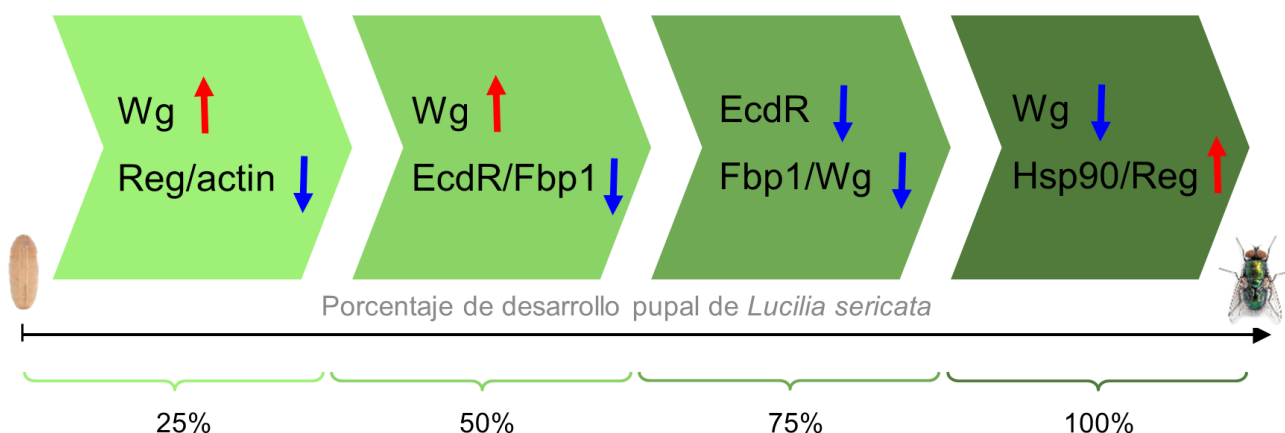 Wg
Reg/actin
Wg
EcdR/Fbp1
EcdR
Fbp1/Wg
Wg
Hsp90/Reg
Porcentaje de desarrollo pupal de Lucilia sericata
25%
50%
75%
100%